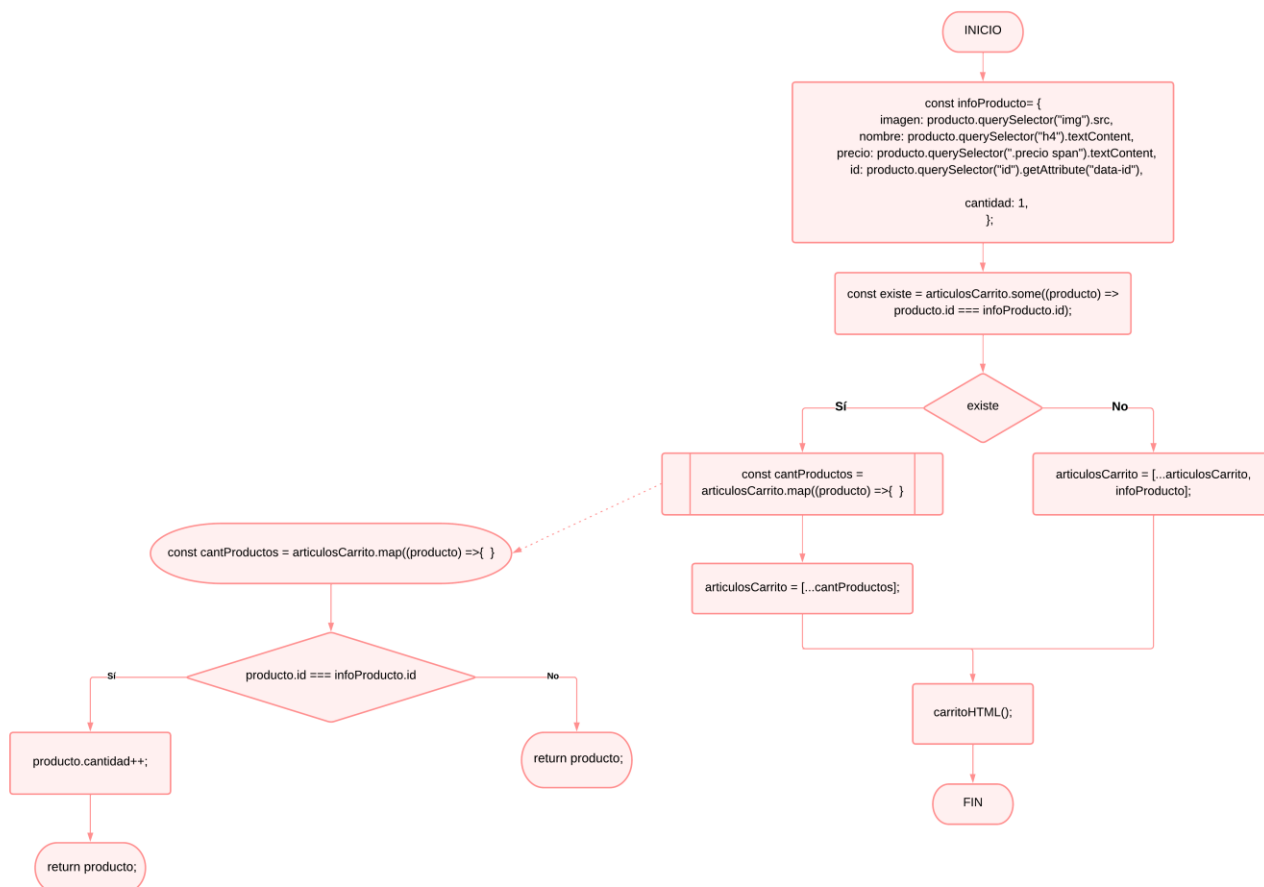 INICIO
const infoProducto= {
imagen: producto.querySelector("img").src,
nombre: producto.querySelector("h4").textContent,
precio: producto.querySelector(".precio span").textContent,
id: producto.querySelector("id").getAttribute("data-id"),
cantidad: 1,
};
const existe = articulosCarrito.some((producto) =>
producto.id === infoProducto.id);
existe
Sí
No
const cantProductos =
articulosCarrito.map((producto) =>{  }
articulosCarrito = [...articulosCarrito,
infoProducto];
const cantProductos = articulosCarrito.map((producto) =>{  }
articulosCarrito = [...cantProductos];
producto.id === infoProducto.id
Sí
No
carritoHTML();
producto.cantidad++;
return producto;
FIN
return producto;